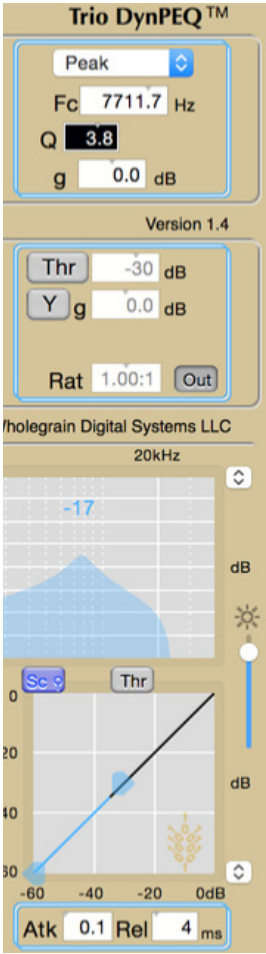 Trio DynPEQ™
Peak
Fc 7711.7 Hz
Q 3.8
g 0.0 dB
Version 1.4
Thr -30 dB
Y g 0.0 dB
Rat 1.00:1 Out
Wholegrain Digital Systems LLC
20kHz
-17
dB
Sc Thr
0
20
dB
40
60
-60 -40 -20 0dB
Atk 0.1 Rel 4 ms